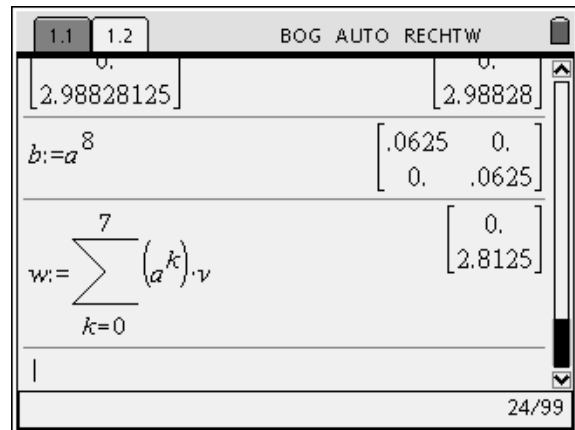 1.1 1.2 BOG AUTO RECHTW
0. 0.
[2.98828125] [2.98828]
b:=a^8 [.0625 0.
0. .0625]
w:=∑(a^k)·v [0.
2.8125]
7
k=0
24/99